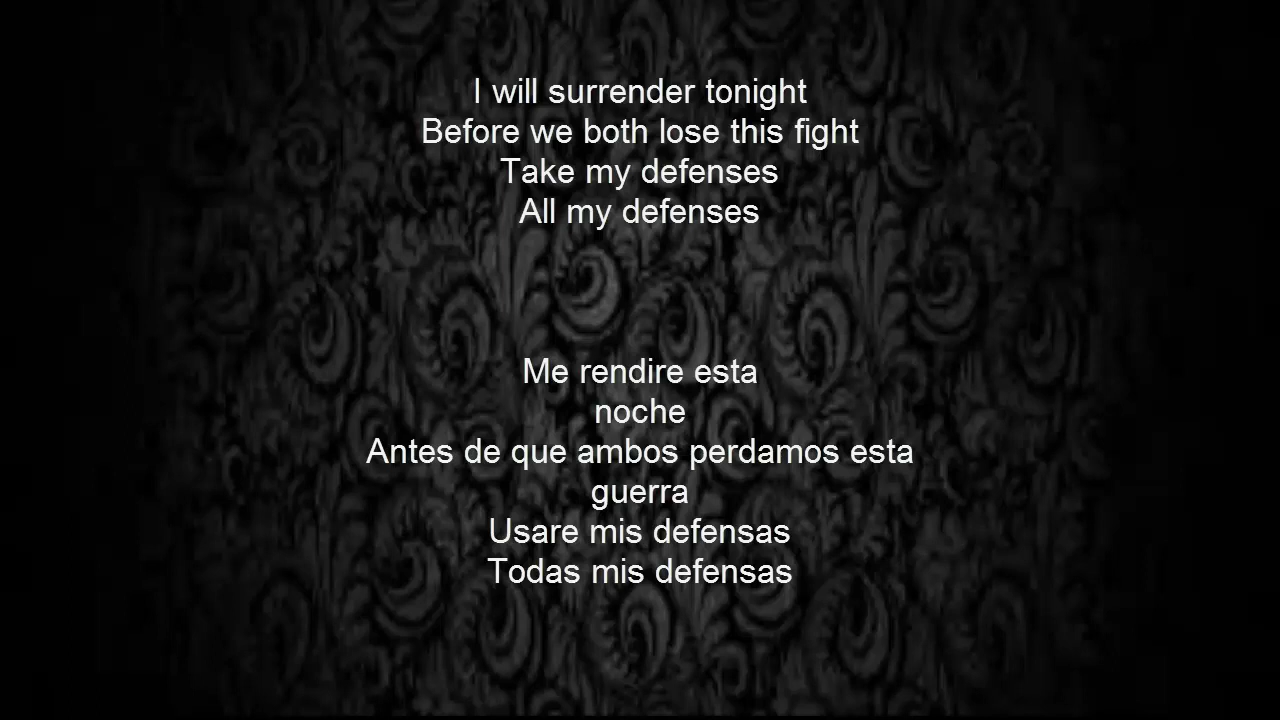 I will surrender tonight
Before we both lose this fight
Take my defenses
All my defenses
Me rendire esta
noche
Antes de que ambos perdamos esta
guerra
Usare mis defensas
Todas mis defensas